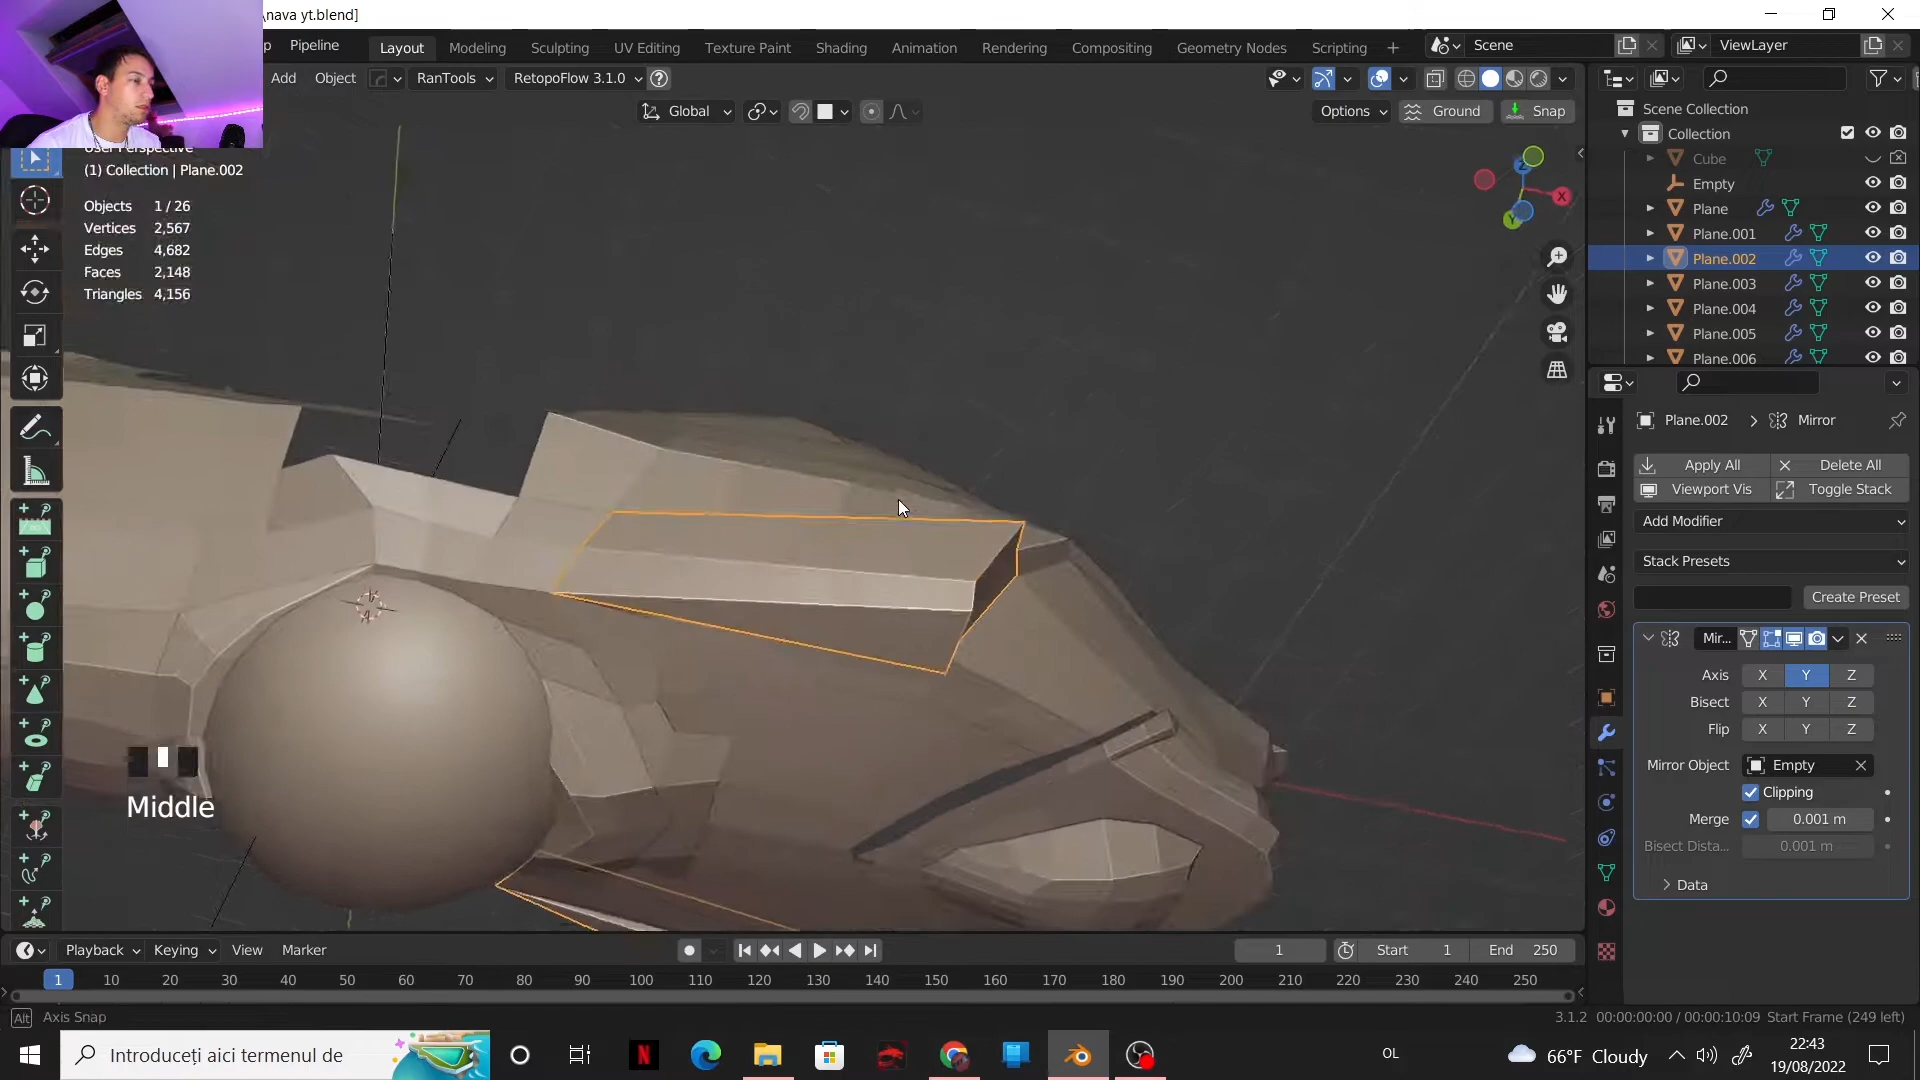 \nava yt.blend]
p Pipeline Layout Modeling Sculpting UV Editing Texture Paint Shading Animation Rendering Compositing Geometry Nodes Scripting + Scene ViewLayer
Add Object RanTools RetopoFlow 3.1.0
Global Options Ground Snap
User Perspective
(1) Collection | Plane.002
Objects 1 / 26
Vertices 2,567
Edges 4,682
Faces 2,148
Triangles 4,156
X
Y
Z
Middle
Scene Collection
Collection
Cube
Empty
Plane
Plane.001
Plane.002
Plane.003
Plane.004
Plane.005
Plane.006
Plane.002 > Mirror
Apply All Delete All
Viewport Vis Toggle Stack
Add Modifier
Stack Presets
Create Preset
Mir...
Axis X Y Z
Bisect X Y Z
Flip X Y Z
Mirror Object Empty
Clipping
Merge 0.001 m
Bisect Dista... 0.001 m
Data
Playback Keying View Marker 1 Start 1 End 250
1 10 20 30 40 50 60 70 80 90 100 110 120 130 140 150 160 170 180 190 200 210 220 230 240 250
Alt Axis Snap 3.1.2 00:00:00:00 / 00:00:10:09 Start Frame (249 left)
Introduceți aici termenul de N OL 66°F Cloudy 22:43
19/08/2022